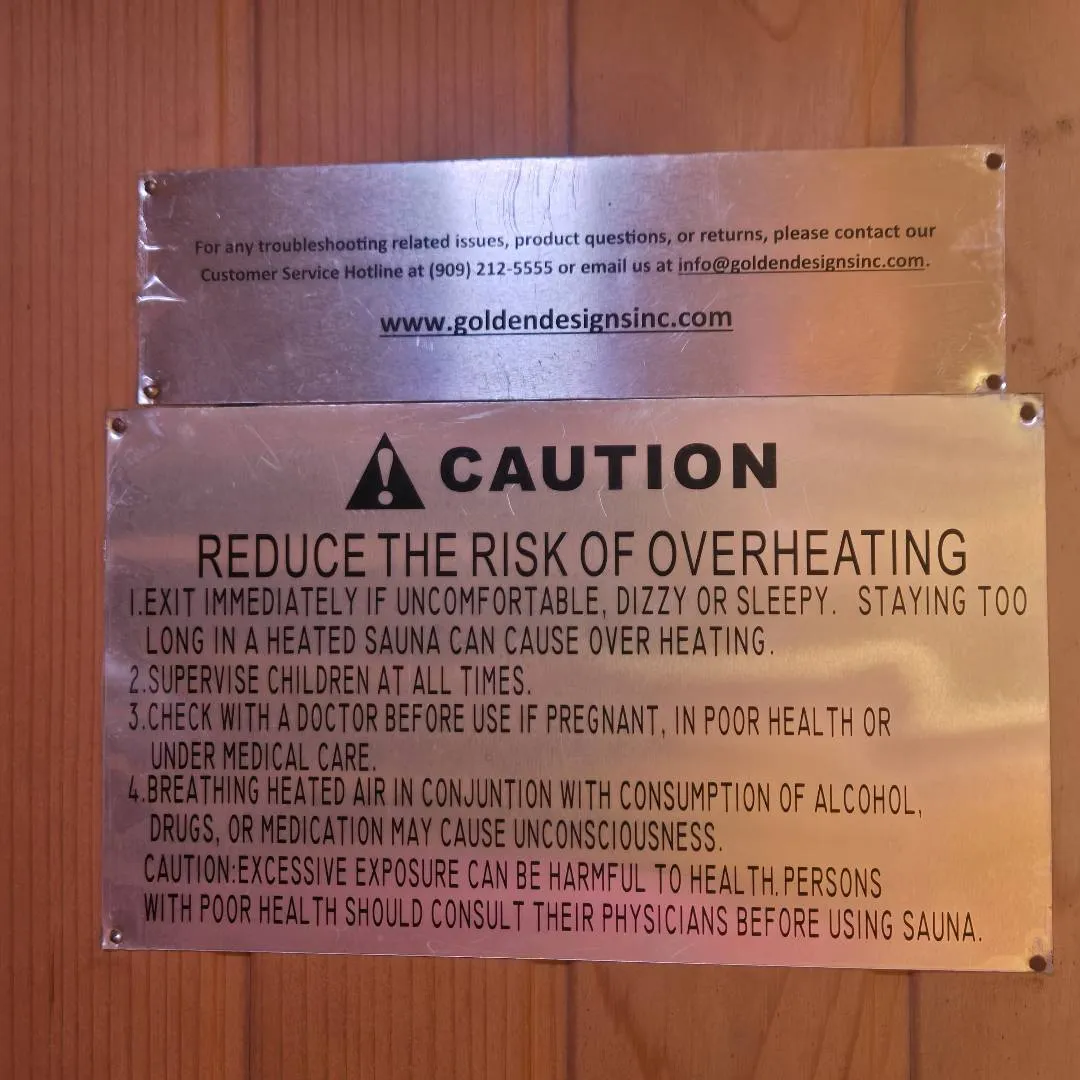 For any troubleshooting related issues, product questions, or returns, please contact our
Customer Service Hotline at (909) 212-5555 or email us at info@goldendesignsinc.com.
www.goldendesignsinc.com
CAUTION
REDUCE THE RISK OF OVERHEATING
1.EXIT IMMEDIATELY IF UNCOMFORTABLE, DIZZY OR SLEEPY. STAYING TOO
LONG IN A HEATED SAUNA CAN CAUSE OVER HEATING.
2.SUPERVISE CHILDREN AT ALL TIMES.
3.CHECK WITH A DOCTOR BEFORE USE IF PREGNANT, IN POOR HEALTH OR
UNDER MEDICAL CARE.
4.BREATHING HEATED AIR IN CONJUNTION WITH CONSUMPTION OF ALCOHOL,
DRUGS, OR MEDICATION MAY CAUSE UNCONSCIOUSNESS.
CAUTION:EXCESSIVE EXPOSURE CAN BE HARMFUL TO HEALTH. PERSONS
WITH POOR HEALTH SHOULD CONSULT THEIR PHYSICIANS BEFORE USING SAUNA.